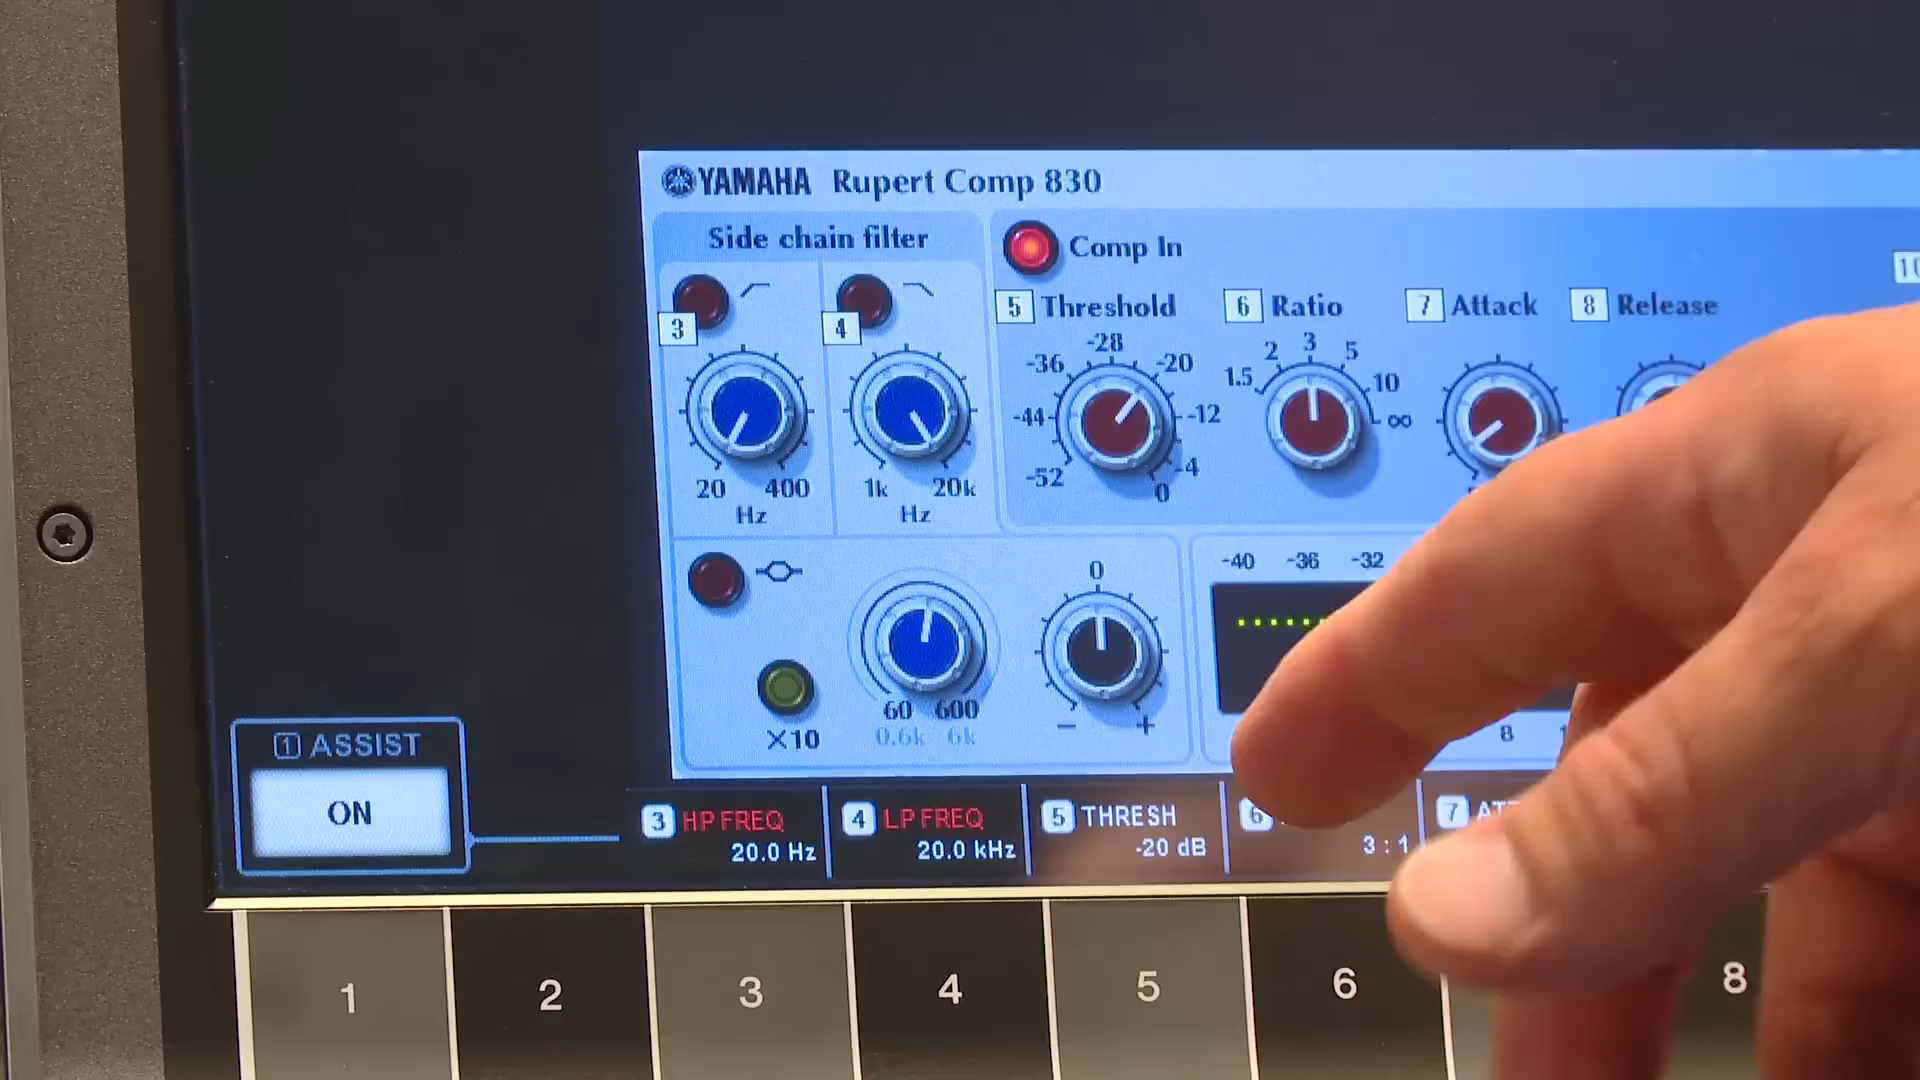 YAMAHA Rupert Comp 830
Side chain filter
Comp In
10
3
4
5 Threshold
6 Ratio
7 Attack
8 Release
-52 -44 -36 -28 -20 -12 -4 0
1.5 2 3 5 10 ∞
20 400
Hz
1k 20k
Hz
X10
60 600
0.6k 6k
0
- +
-40 -36 -32
8
1 ASSIST
ON
3 HP FREQ
20.0 Hz
4 LP FREQ
20.0 kHz
5 THRESH
-20 dB
6
3 : 1
7
1 2 3 4 5 6 8